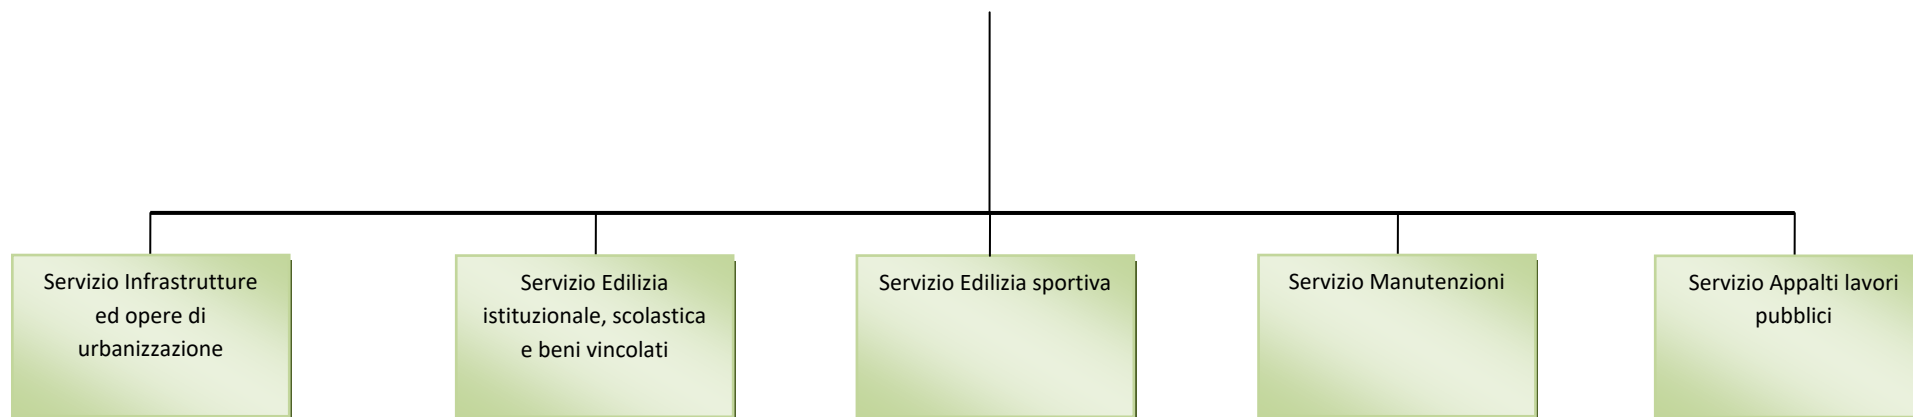 Servizio Infrastrutture
ed opere di
urbanizzazione
Servizio Edilizia
istituzionale, scolastica
e beni vincolati
Servizio Edilizia sportiva
Servizio Manutenzioni
Servizio Appalti lavori
pubblici